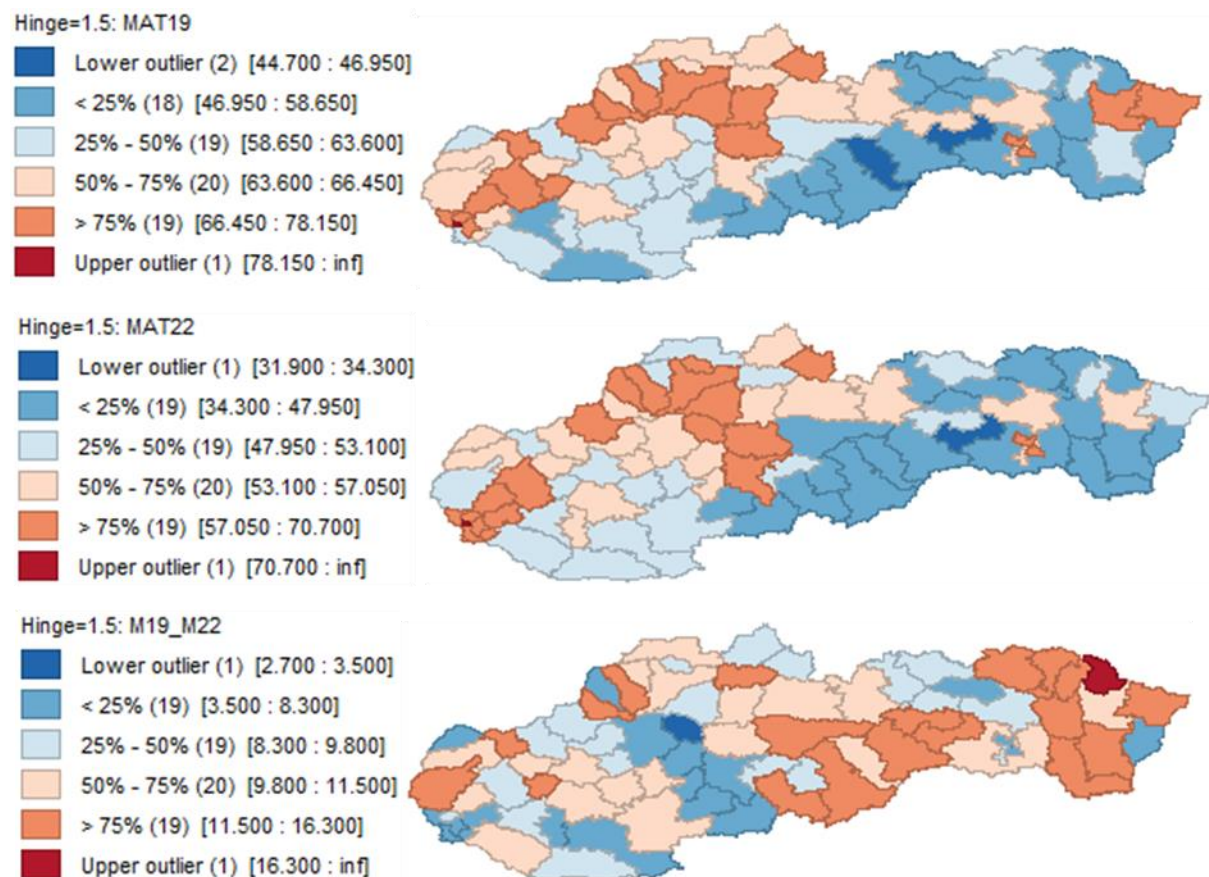 Hinge=1.5: MAT19
Lower outlier (2) [44.700 : 46.950]
< 25% (18) [46.950 : 58.650]
25% - 50% (19) [58.650 : 63.600]
50% - 75% (20) [63.600 : 66.450]
> 75% (19) [66.450 : 78.150]
Upper outlier (1) [78.150 : inf]
Hinge=1.5: MAT22
Lower outlier (1) [31.900 : 34.300]
< 25% (19) [34.300 : 47.950]
25% - 50% (19) [47.950 : 53.100]
50% - 75% (20) [53.100 : 57.050]
> 75% (19) [57.050 : 70.700]
Upper outlier (1) [70.700 : inf]
Hinge=1.5: M19_M22
Lower outlier (1) [2.700 : 3.500]
< 25% (19) [3.500 : 8.300]
25% - 50% (19) [8.300 : 9.800]
50% - 75% (20) [9.800 : 11.500]
> 75% (19) [11.500 : 16.300]
Upper outlier (1) [16.300 : inf]